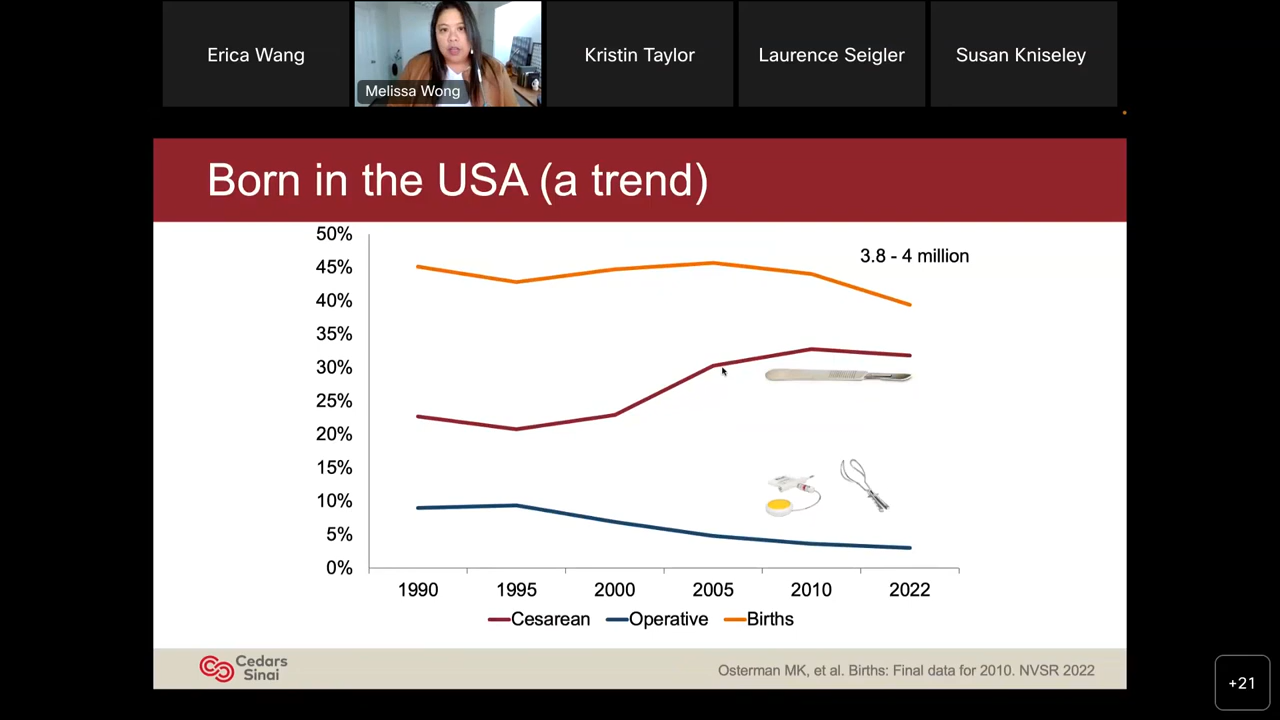 Erica Wang
Melissa Wong
Kristin Taylor
Laurence Seigler
Susan Kniseley
Born in the USA (a trend)
50%
45%
40%
35%
30%
25%
20%
15%
10%
5%
0%
3.8 - 4 million
1990 1995 2000 2005 2010 2022
Cesarean Operative Births
Cedars
Sinai
Osterman MK, et al. Births: Final data for 2010. NVSR 2022
+21